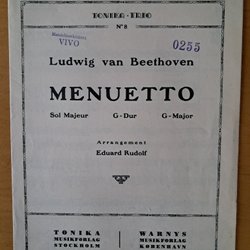 TONIKA-TRIO
Nº 8
VIVO
0255
Ludwig van Beethoven
MENUETTO
Sol Majeur G-Dur G-Major
Arrangement
Eduard Rudolf
TONIKA
MUSIKFORLAG
STOCKHOLM
WARNYS
MUSIKFORLAG
KØBENHAVN